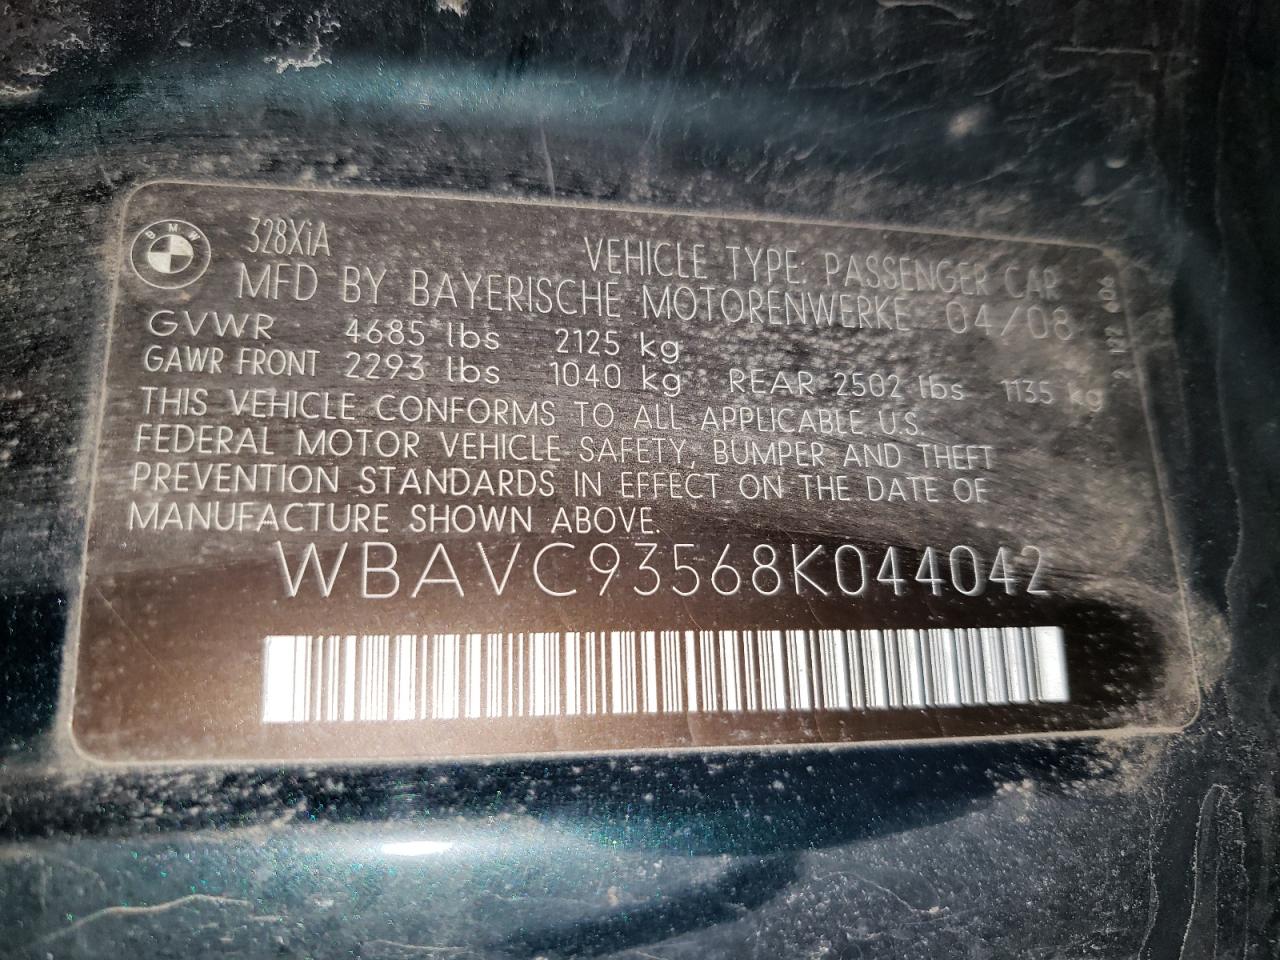 BMW 328XiA
VEHICLE TYPE: PASSENGER CAR
MFD BY BAYERISCHE MOTORENWERKE 04/08
GVWR 4685 lbs 2125 kg
GAWR FRONT 2293 lbs 1040 kg REAR 2502 lbs 1135 kg
THIS VEHICLE CONFORMS TO ALL APPLICABLE U.S.
FEDERAL MOTOR VEHICLE SAFETY, BUMPER AND THEFT
PREVENTION STANDARDS IN EFFECT ON THE DATE OF
MANUFACTURE SHOWN ABOVE.
WBAVC93568K044042